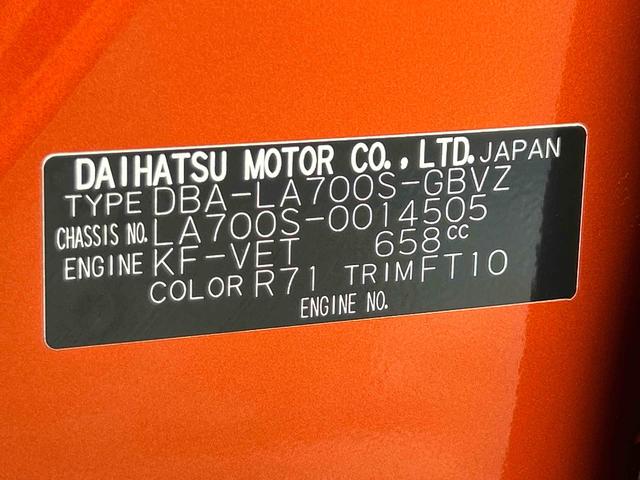 DAIHATSU MOTOR CO., LTD. JAPAN
TYPE DBA-LA700S-GBVZ
CHASSIS NO. LA700S-0014505
ENGINE KF-VET 658cc
COLOR R71 TRIM FT10
ENGINE NO.